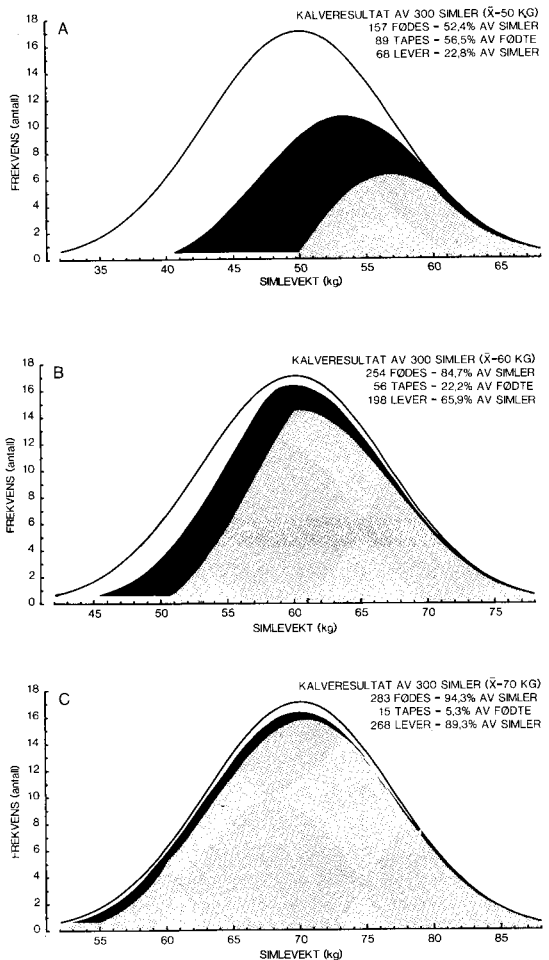 A
KALVERESULTAT AV 300 SIMLER (X̄-50 KG)
157 FØDES - 52,4% AV SIMLER
89 TAPES - 56,5% AV FØDTE
68 LEVER - 22,8% AV SIMLER
FREKVENS (antall)
18
16
14
12
10
8
6
4
2
0
35 40 45 50 55 60 65
SIMLEVEKT (kg)
B
KALVERESULTAT AV 300 SIMLER (X̄-60 KG)
254 FØDES - 84,7% AV SIMLER
56 TAPES - 22,2% AV FØDTE
198 LEVER - 65,9% AV SIMLER
FREKVENS (antall)
18
16
14
12
10
8
6
4
2
0
45 50 55 60 65 70 75
SIMLEVEKT (kg)
C
KALVERESULTAT AV 300 SIMLER (X̄-70 KG)
283 FØDES - 94,3% AV SIMLER
15 TAPES - 5,3% AV FØDTE
268 LEVER - 89,3% AV SIMLER
FREKVENS (antall)
18
16
14
12
10
8
6
4
2
0
55 60 65 70 75 80 85
SIMLEVEKT (kg)